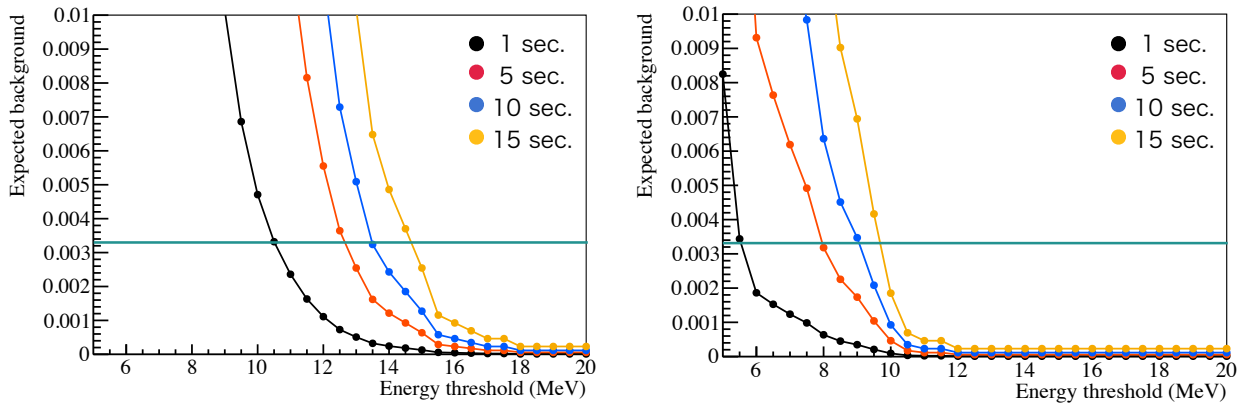 Expected background
0.01
0.009
0.008
0.007
0.006
0.005
0.004
0.003
0.002
0.001
0
6 8 10 12 14 16 18 20
Energy threshold (MeV)
1 sec.
5 sec.
10 sec.
15 sec.
Expected background
0.01
0.009
0.008
0.007
0.006
0.005
0.004
0.003
0.002
0.001
0
6 8 10 12 14 16 18 20
Energy threshold (MeV)
1 sec.
5 sec.
10 sec.
15 sec.